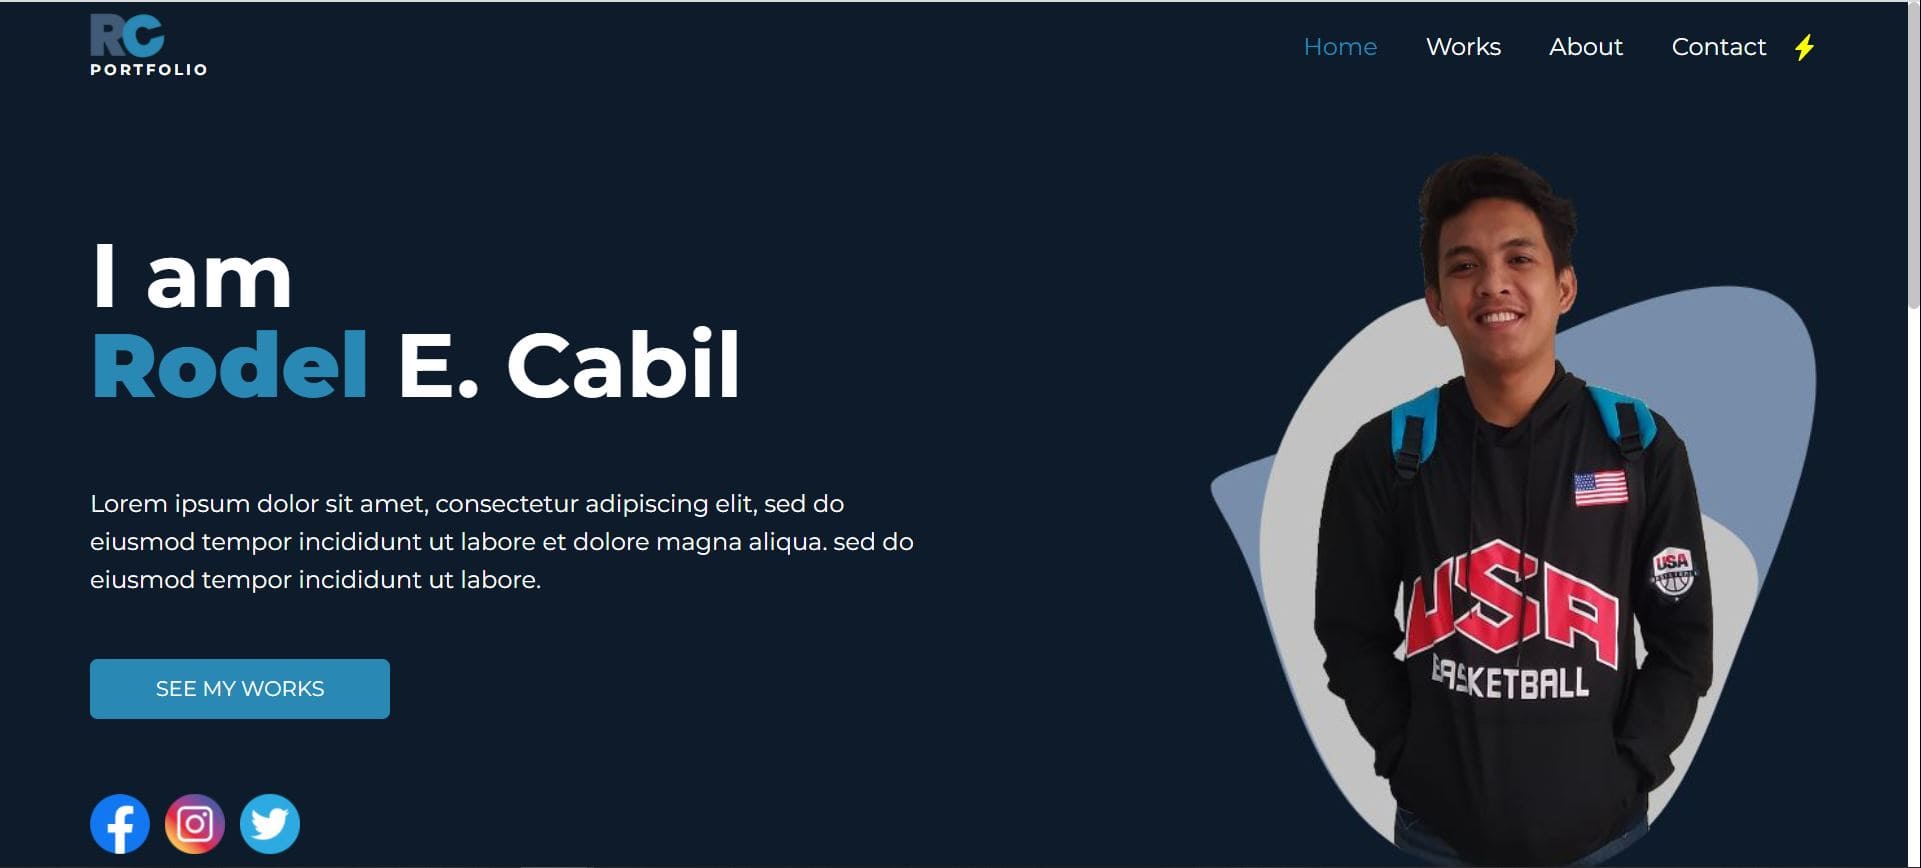 RC
PORTFOLIO
Home Works About Contact
I am
Rodel E. Cabil
Lorem ipsum dolor sit amet, consectetur adipiscing elit, sed do
eiusmod tempor incididunt ut labore et dolore magna aliqua. sed do
eiusmod tempor incididunt ut labore.
SEE MY WORKS
USA
BASKETBALL
USA